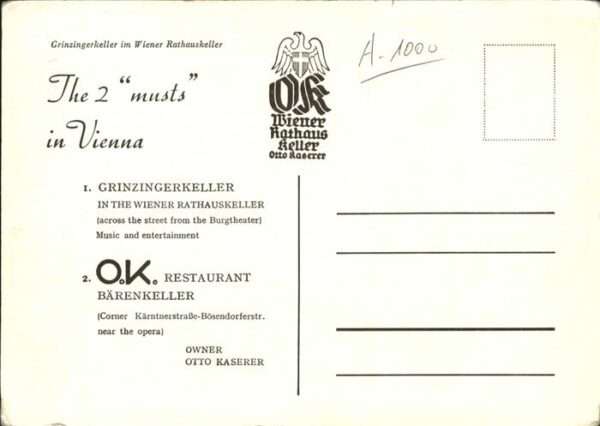 Grinzingerkeller im Wiener Rathauskeller
The 2 "musts"
in Vienna
OK
Wiener
Rathaus
Keller
Otto Kaserer
A-1000
1. GRINZINGERKELLER
IN THE WIENER RATHAUSKELLER
(across the street from the Burgtheater)
Music and entertainment
2. O.K. RESTAURANT
BÄRENKELLER
(Corner Kärntnerstraße-Bösendorferstr.
near the opera)
OWNER
OTTO KASERER